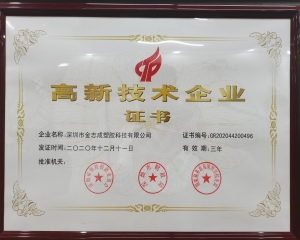 高新技术企业
证书
企业名称:深圳市金志成塑胶科技有限公司
证书编号:GR202044200496
发证时间:二〇二〇年十二月十一日
有效期:三年
批准机关: